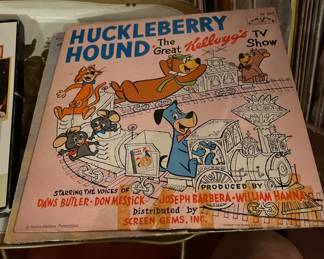 HUCKLEBERRY
HOUND The Great Kellogg's TV Show
STARRING THE VOICES OF PRODUCED BY
DAWS BUTLER · DON MESSICK JOSEPH BARBERA · WILLIAM HANNA
distributed by
SCREEN GEMS, INC.